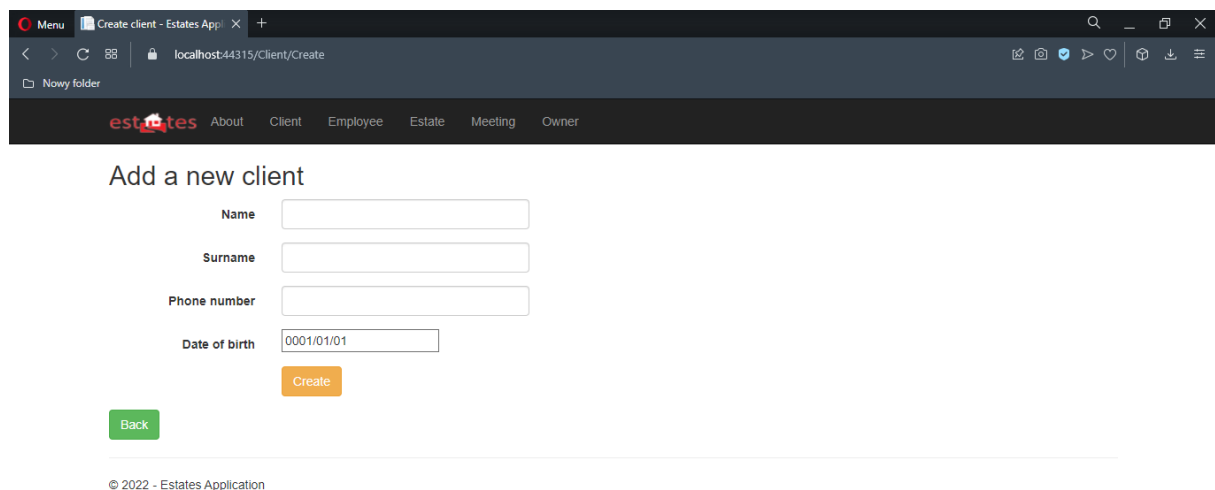 Menu Create client - Estates Appl
localhost:44315/Client/Create
Nowy folder
estates About Client Employee Estate Meeting Owner
Add a new client
Name
Surname
Phone number
Date of birth 0001/01/01
Create
Back
© 2022 - Estates Application